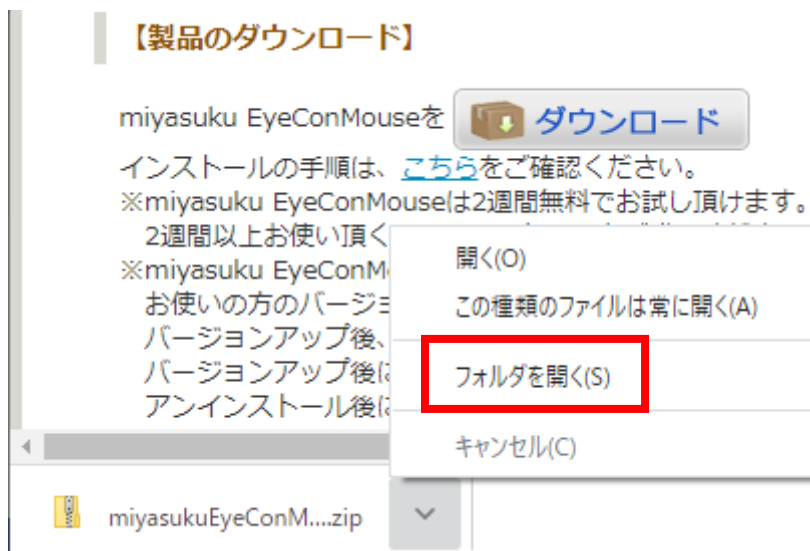 【製品のダウンロード】
miyasuku EyeConMouseを ダウンロード
インストールの手順は、こちらをご確認ください。
※miyasuku EyeConMouseは2週間無料でお試し頂けます。
2週間以上お使い頂く
※miyasuku EyeConM
お使いの方のバージョ
バージョンアップ後、
バージョンアップ後に
アンインストール後に
開く(O)
この種類のファイルは常に開く(A)
フォルダを開く(S)
キャンセル(C)
miyasukuEyeConM....zip